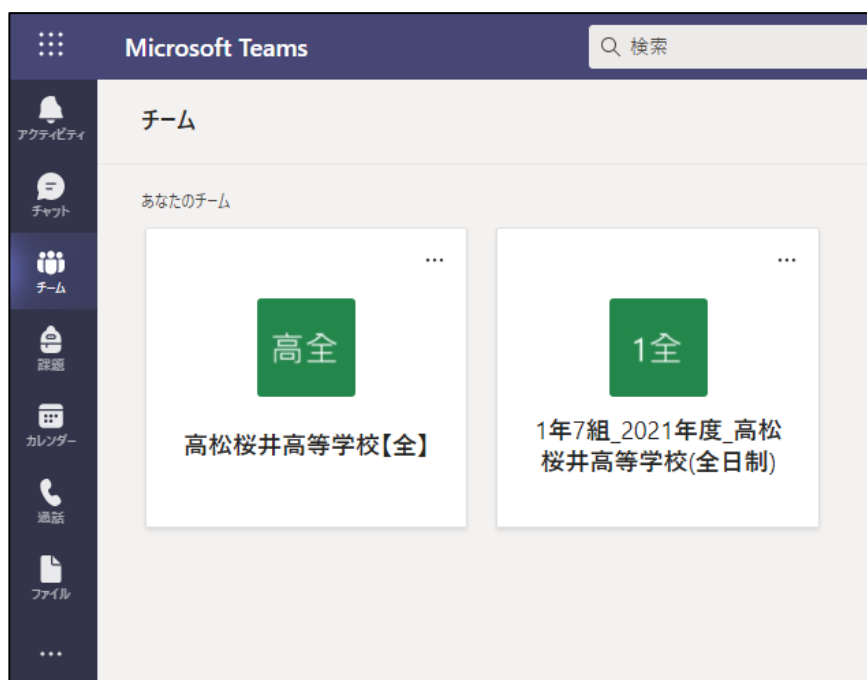 Microsoft Teams
検索
アクティビティ
チャット
チーム
課題
カレンダー
通話
ファイル
チーム
あなたのチーム
高全
高松桜井高等学校【全】
1全
1年7組_2021年度_高松
桜井高等学校(全日制)